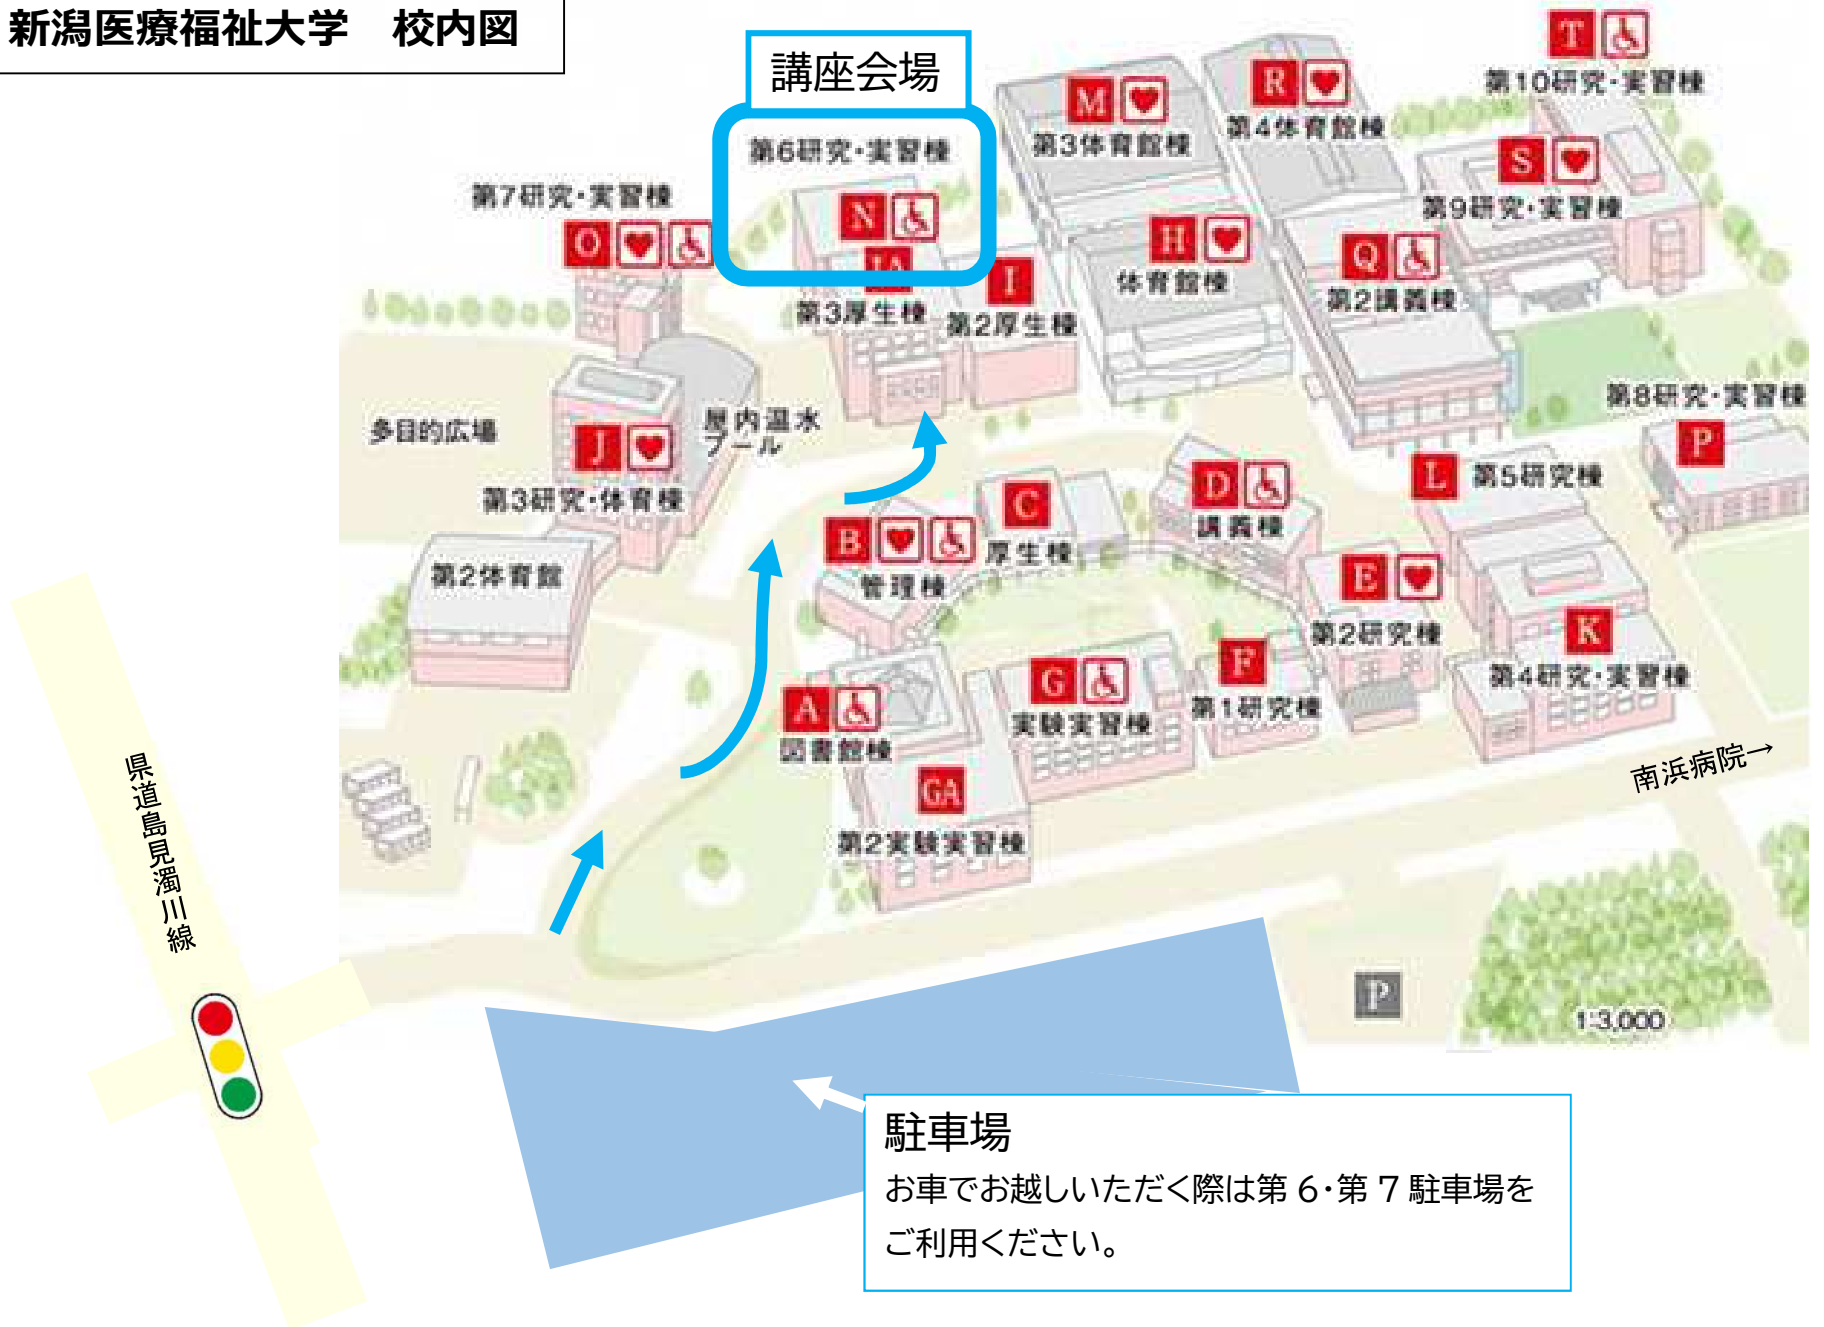 新潟医療福祉大学　校内図
講座会場
T
第10研究・実習棟
M
第3体育館棟
R
第4体育館棟
第6研究・実習棟
N
S
第9研究・実習棟
第7研究・実習棟
O
H
体育館棟
Q
第2講義棟
第3厚生棟
I
第2厚生棟
第8研究・実習棟
P
多目的広場
屋内温水
プール
J
第3研究・体育棟
L
第5研究棟
D
講義棟
C
厚生棟
B
管理棟
第2体育館
E
第2研究棟
K
第4研究・実習棟
F
第1研究棟
G
実験実習棟
A
図書館棟
GA
第2実験実習棟
南浜病院→
県道島見濁川線
P
1:3,000
駐車場
お車でお越しいただく際は第 6・第 7 駐車場を
ご利用ください。